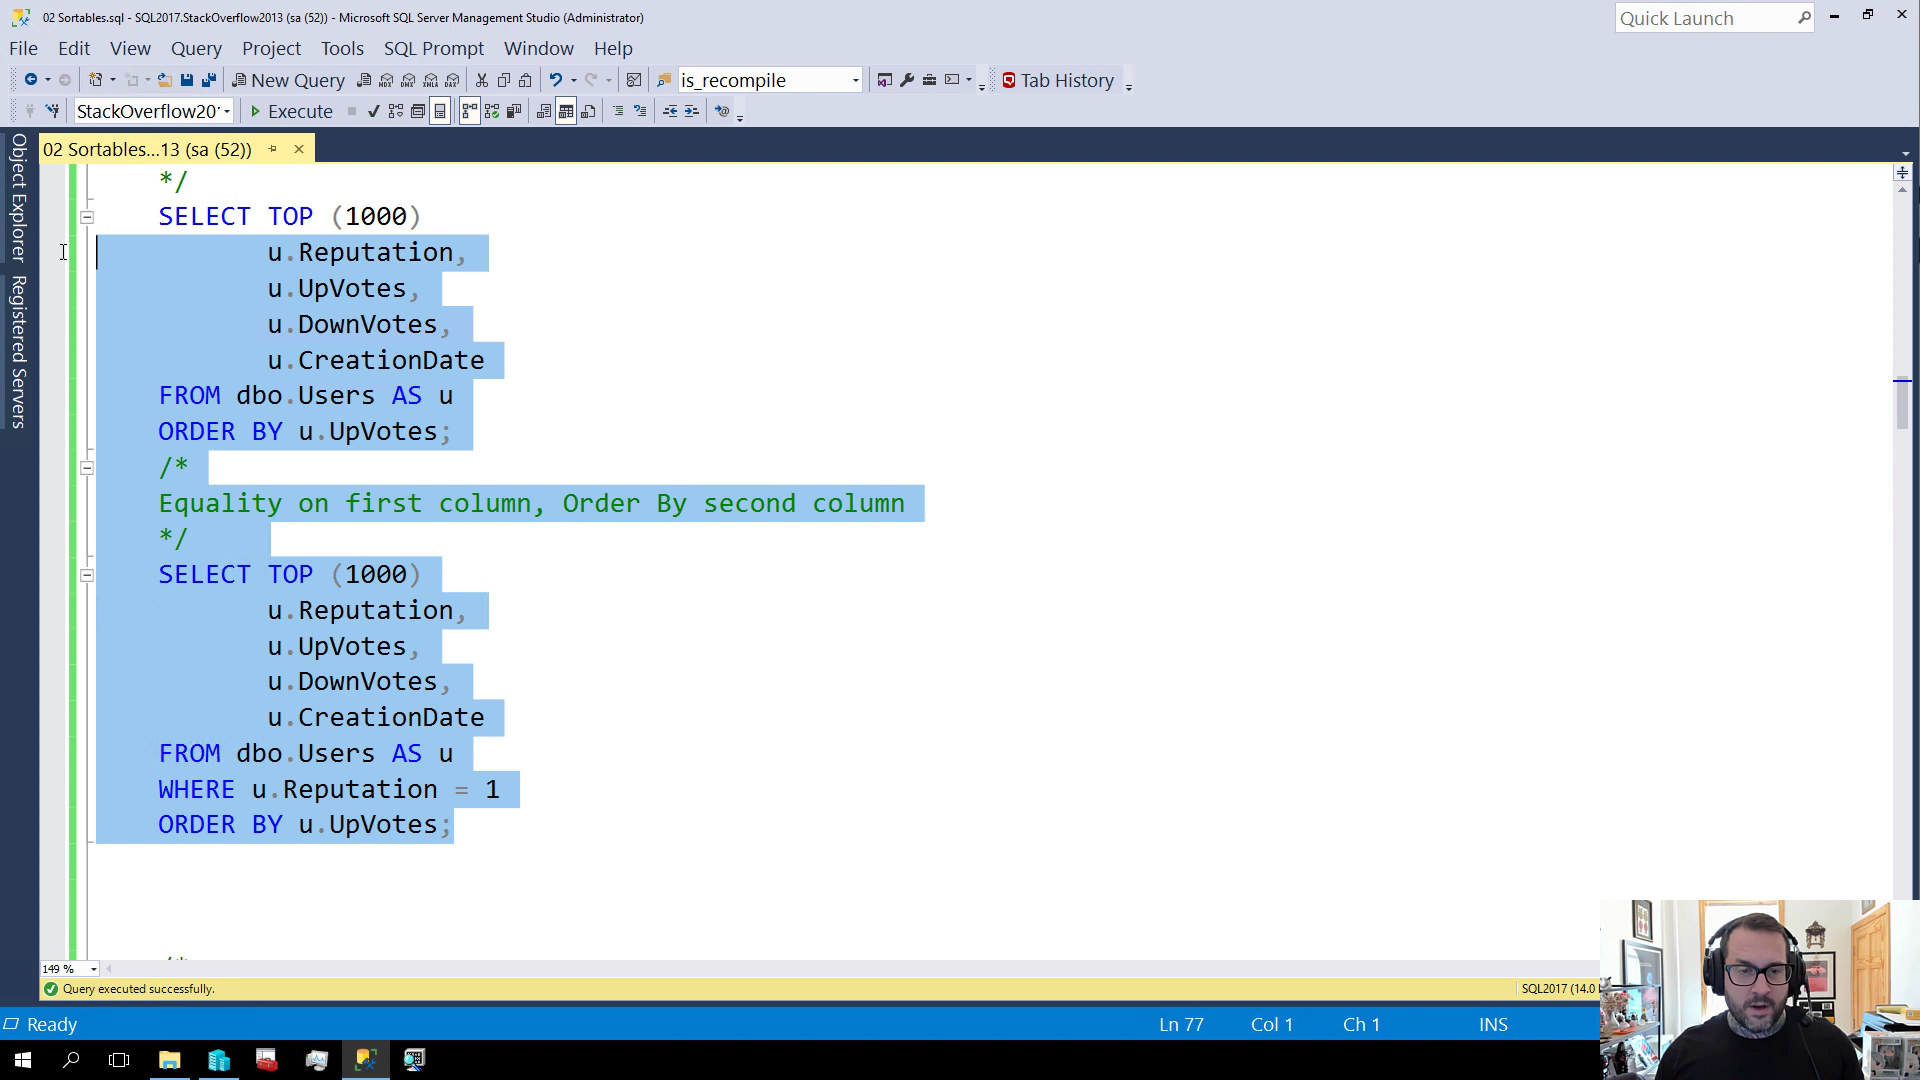 02 Sortables.sql - SQL2017.StackOverflow2013 (sa (52)) - Microsoft SQL Server Management Studio (Administrator)
Quick Launch
File Edit View Query Project Tools SQL Prompt Window Help
New Query
is_recompile
Tab History
StackOverflow20
Execute
02 Sortables...13 (sa (52))
Object Explorer
Registered Servers
*/
SELECT TOP (1000)
u.Reputation,
u.UpVotes,
u.DownVotes,
u.CreationDate
FROM dbo.Users AS u
ORDER BY u.UpVotes;
/*
Equality on first column, Order By second column
*/
SELECT TOP (1000)
u.Reputation,
u.UpVotes,
u.DownVotes,
u.CreationDate
FROM dbo.Users AS u
WHERE u.Reputation = 1
ORDER BY u.UpVotes;
/*
149 %
Query executed successfully.
SQL2017 (14.0
Ready
Ln 77
Col 1
Ch 1
INS